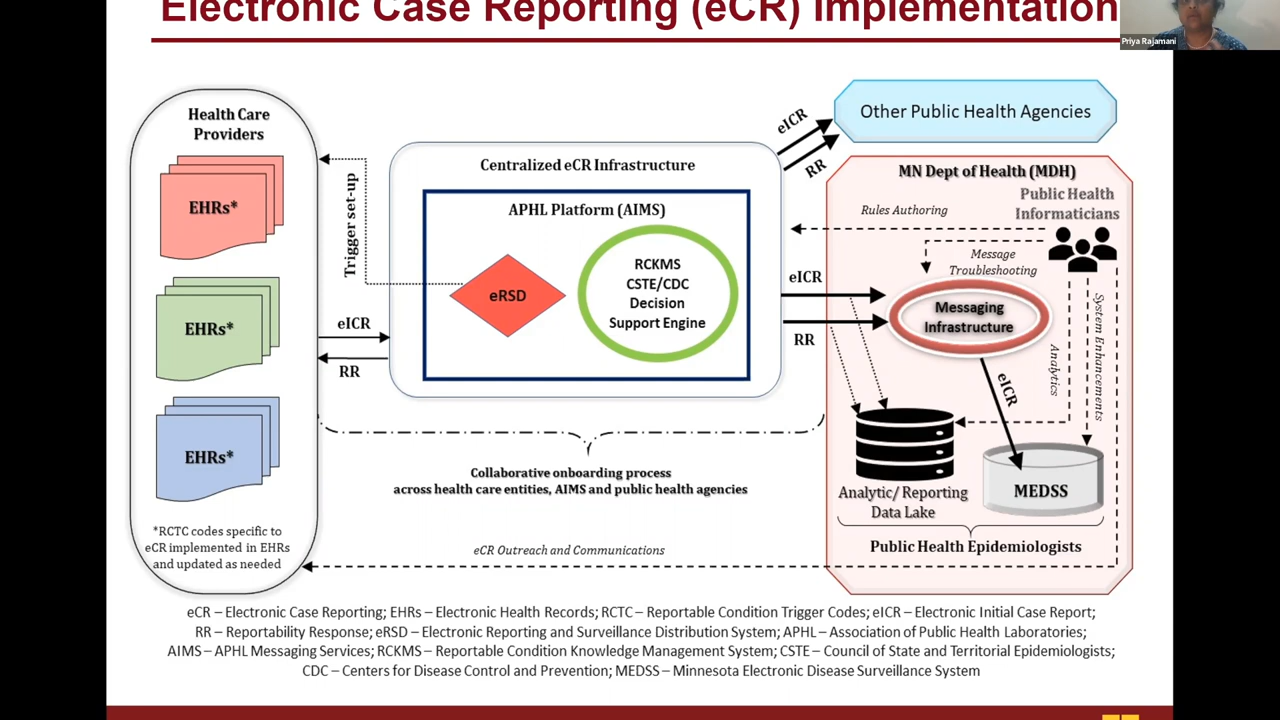 Electronic Case Reporting (eCR) Implementation
Priya Rajamani
Health Care
Providers
EHRs*
EHRs*
EHRs*
*RCTC codes specific to
eCR implemented in EHRs
and updated as needed
Trigger set-up
eICR
RR
Centralized eCR Infrastructure
APHL Platform (AIMS)
eRSD
RCKMS
CSTE/CDC
Decision
Support Engine
Collaborative onboarding process
across health care entities, AIMS and public health agencies
eCR Outreach and Communications
eICR
RR
Other Public Health Agencies
MN Dept of Health (MDH)
Public Health
Informaticians
Rules Authoring
Message
Troubleshooting
eICR
RR
Messaging
Infrastructure
eICR
Analytics
System Enhancements
Analytic/ Reporting
Data Lake
MEDSS
Public Health Epidemiologists
eCR – Electronic Case Reporting; EHRs – Electronic Health Records; RCTC – Reportable Condition Trigger Codes; eICR – Electronic Initial Case Report;
RR – Reportability Response; eRSD – Electronic Reporting and Surveillance Distribution System; APHL – Association of Public Health Laboratories;
AIMS – APHL Messaging Services; RCKMS – Reportable Condition Knowledge Management System; CSTE – Council of State and Territorial Epidemiologists;
CDC – Centers for Disease Control and Prevention; MEDSS – Minnesota Electronic Disease Surveillance System